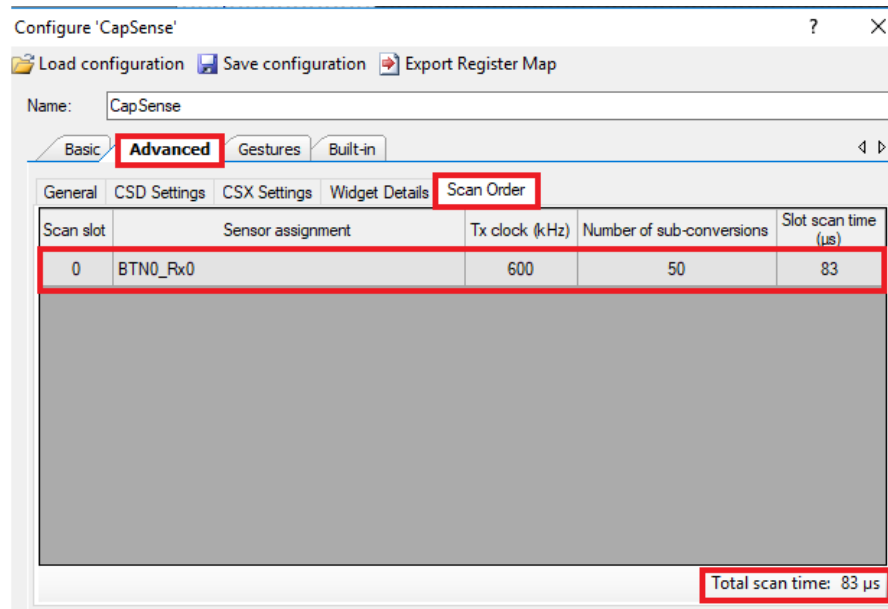 Configure 'CapSense'
? ×
Load configuration Save configuration Export Register Map
Name: CapSense
Basic Advanced Gestures Built-in
General CSD Settings CSX Settings Widget Details Scan Order
Scan slot Sensor assignment Tx clock (kHz) Number of sub-conversions Slot scan time
(µs)
0 BTN0_Rx0 600 50 83
Total scan time: 83 µs